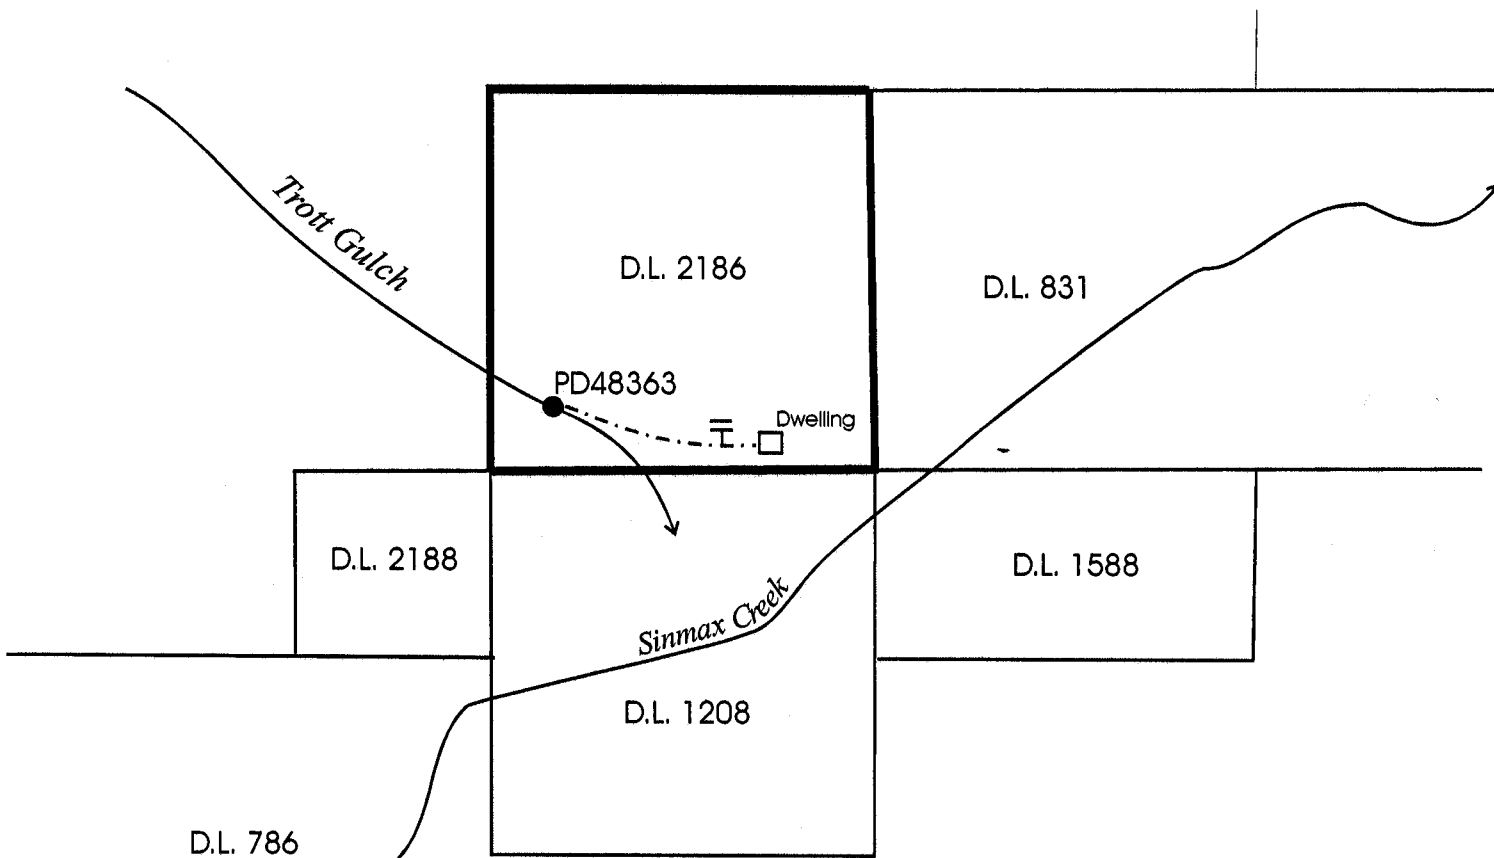 Trott Gulch
D.L. 2186
D.L. 831
PD48363
Dwelling
D.L. 2188
D.L. 1588
Sinmax Creek
D.L. 1208
D.L. 786